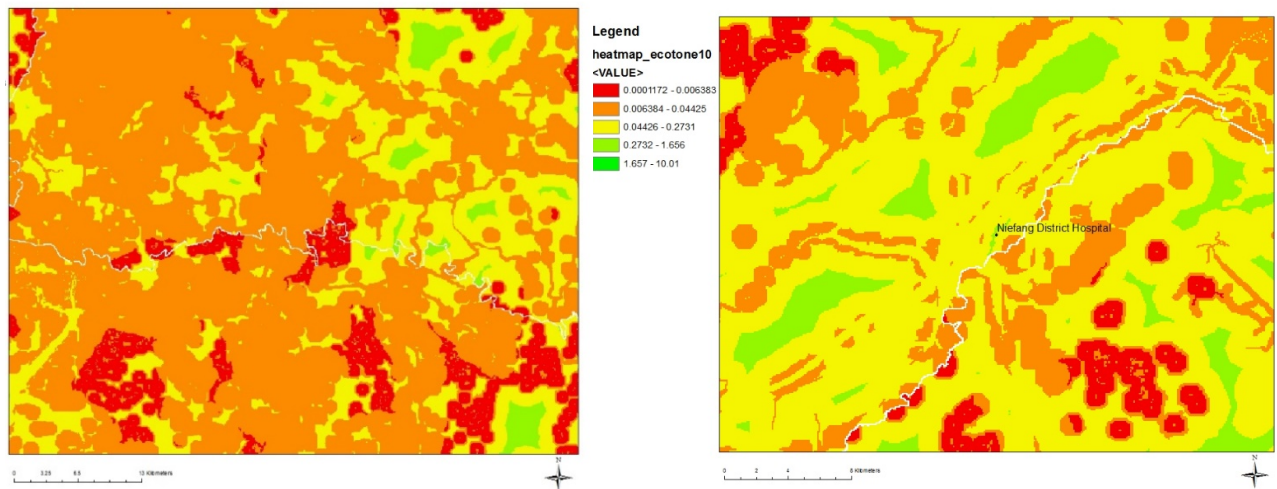 Legend
heatmap_ecotone10
<VALUE>
0.0001172 - 0.006383
0.006384 - 0.04425
0.04426 - 0.2731
0.2732 - 1.656
1.657 - 10.01
Niefang District Hospital
0 3.25 6.5 13 Kilometers
N
0 2 4 8 Kilometers
N